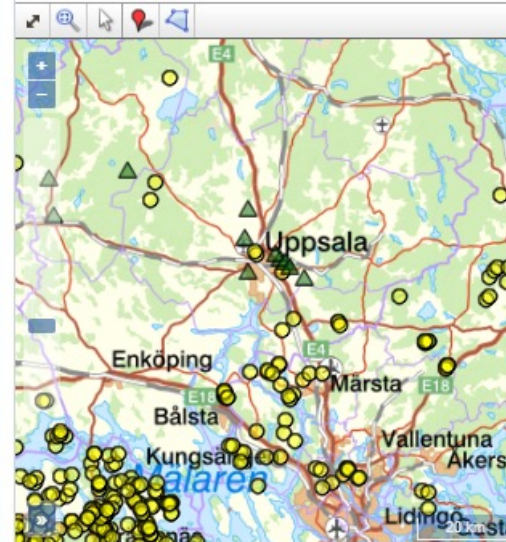 E4
Uppsala
Enköping
E4
Märsta
E18
E18
Bålsta
Vallentuna
Åkers
Mälaren
Lidingö
20 km